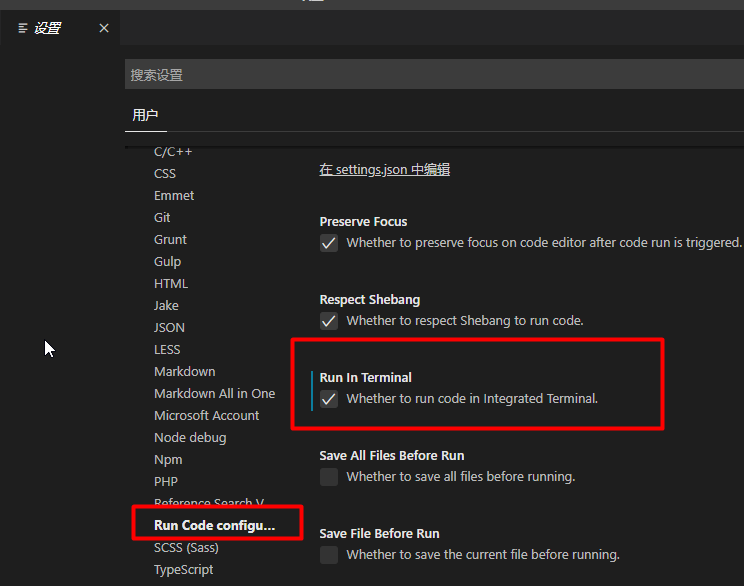 设置
搜索设置
用户
C/C++
CSS
Emmet
Git
Grunt
Gulp
HTML
Jake
JSON
LESS
Markdown
Markdown All in One
Microsoft Account
Node debug
Npm
PHP
Reference Search V...
Run Code configu...
SCSS (Sass)
TypeScript
在 settings.json 中编辑
Preserve Focus
Whether to preserve focus on code editor after code run is triggered.
Respect Shebang
Whether to respect Shebang to run code.
Run In Terminal
Whether to run code in Integrated Terminal.
Save All Files Before Run
Whether to save all files before running.
Save File Before Run
Whether to save the current file before running.